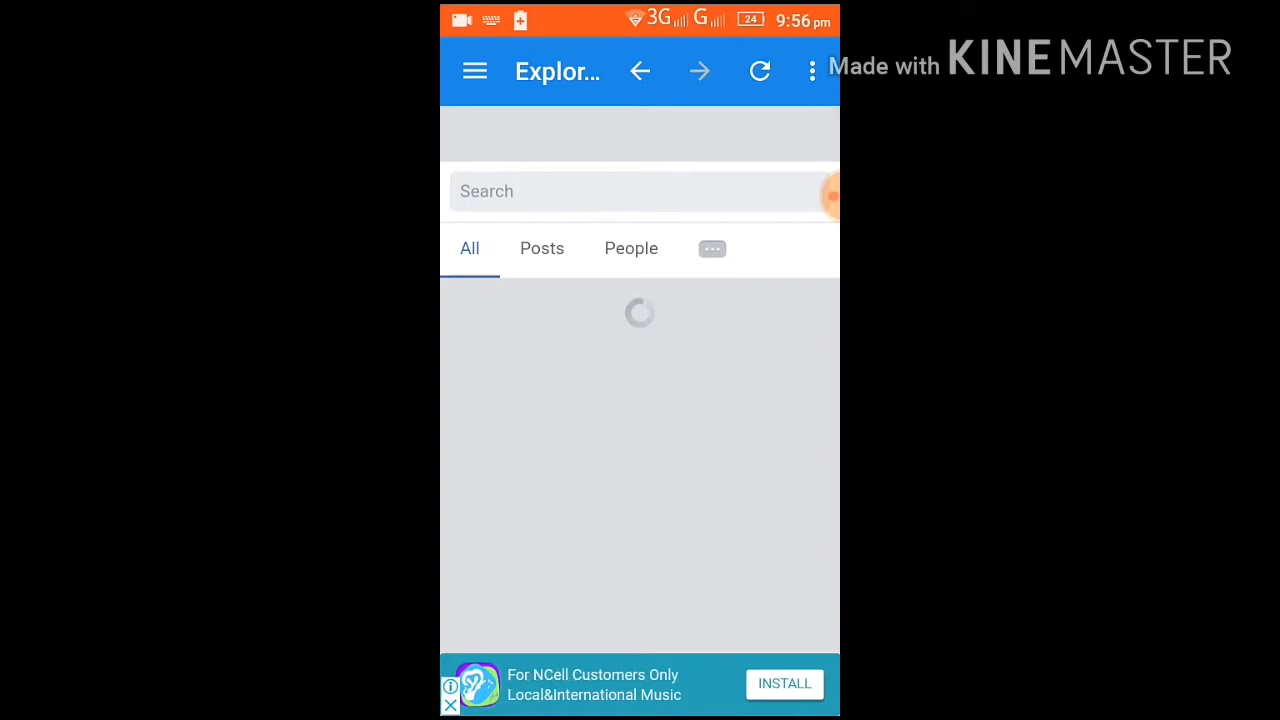 3G G 24 9:56 pm
Explor...
Made with KINEMASTER
Search
All Posts People
For NCell Customers Only
Local&International Music
INSTALL